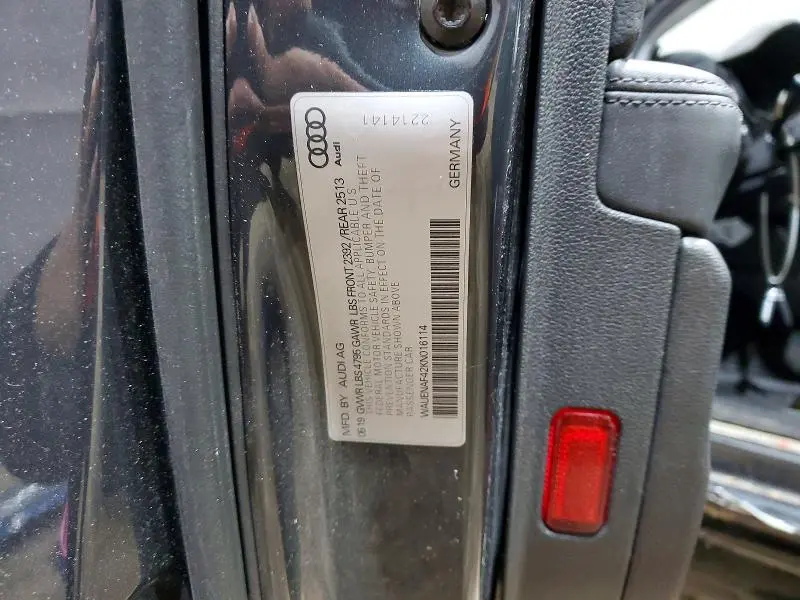 MFD. BY AUDI AG
06 19 GVWR LBS 4795 GAWR LBS FRONT 2392 / REAR 2513
THIS VEHICLE CONFORMS TO ALL APPLICABLE U S
FEDERAL MOTOR VEHICLE SAFETY, BUMPER AND THEFT
PREVENTION STANDARDS IN EFFECT ON THE DATE OF
MANUFACTURE SHOWN ABOVE
PASSENGER CAR
WAUENAF42KN016114
Audi
2214141
GERMANY